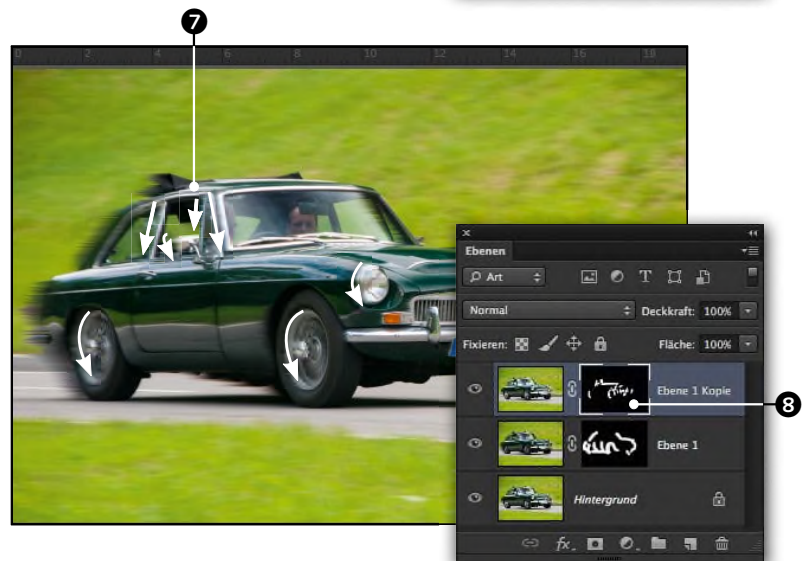 7
0 2 4 6 8 10 12 14 16 18
Ebenen
Art
Normal Deckkraft: 100%
Fixieren: Fläche: 100%
Ebene 1 Kopie
8
Ebene 1
Hintergrund
fx